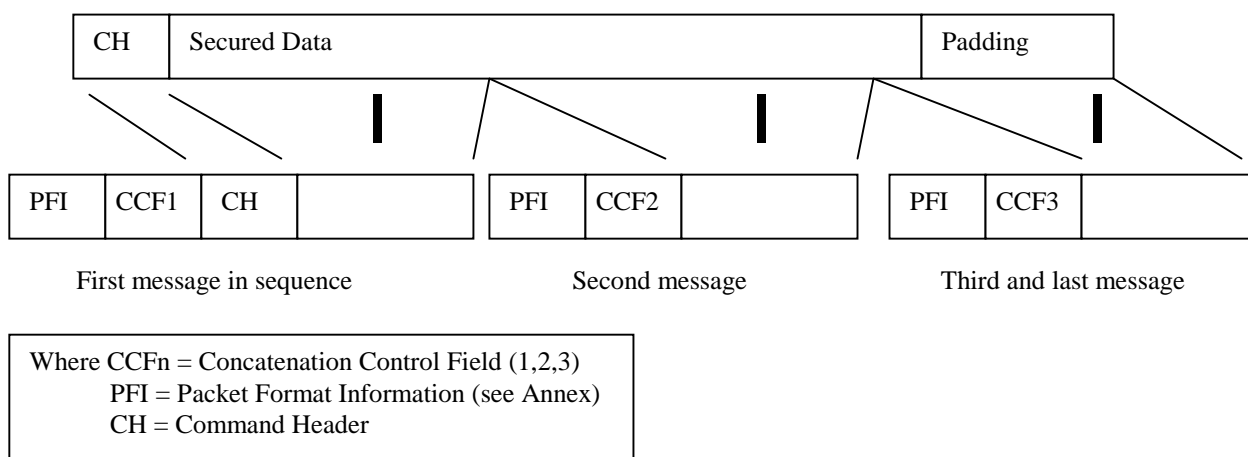 CH Secured Data Padding
PFI CCF1 CH PFI CCF2 PFI CCF3
First message in sequence Second message Third and last message
Where CCFn = Concatenation Control Field (1,2,3)
PFI = Packet Format Information (see Annex)
CH = Command Header